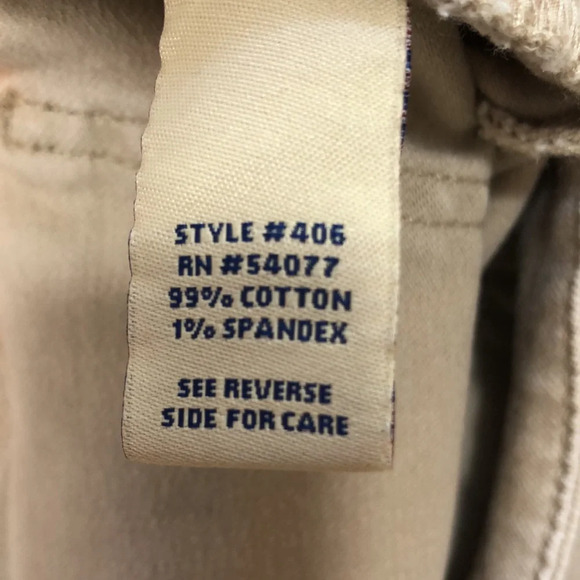 STYLE #406
RN #54077
99% COTTON
1% SPANDEX
SEE REVERSE
SIDE FOR CARE